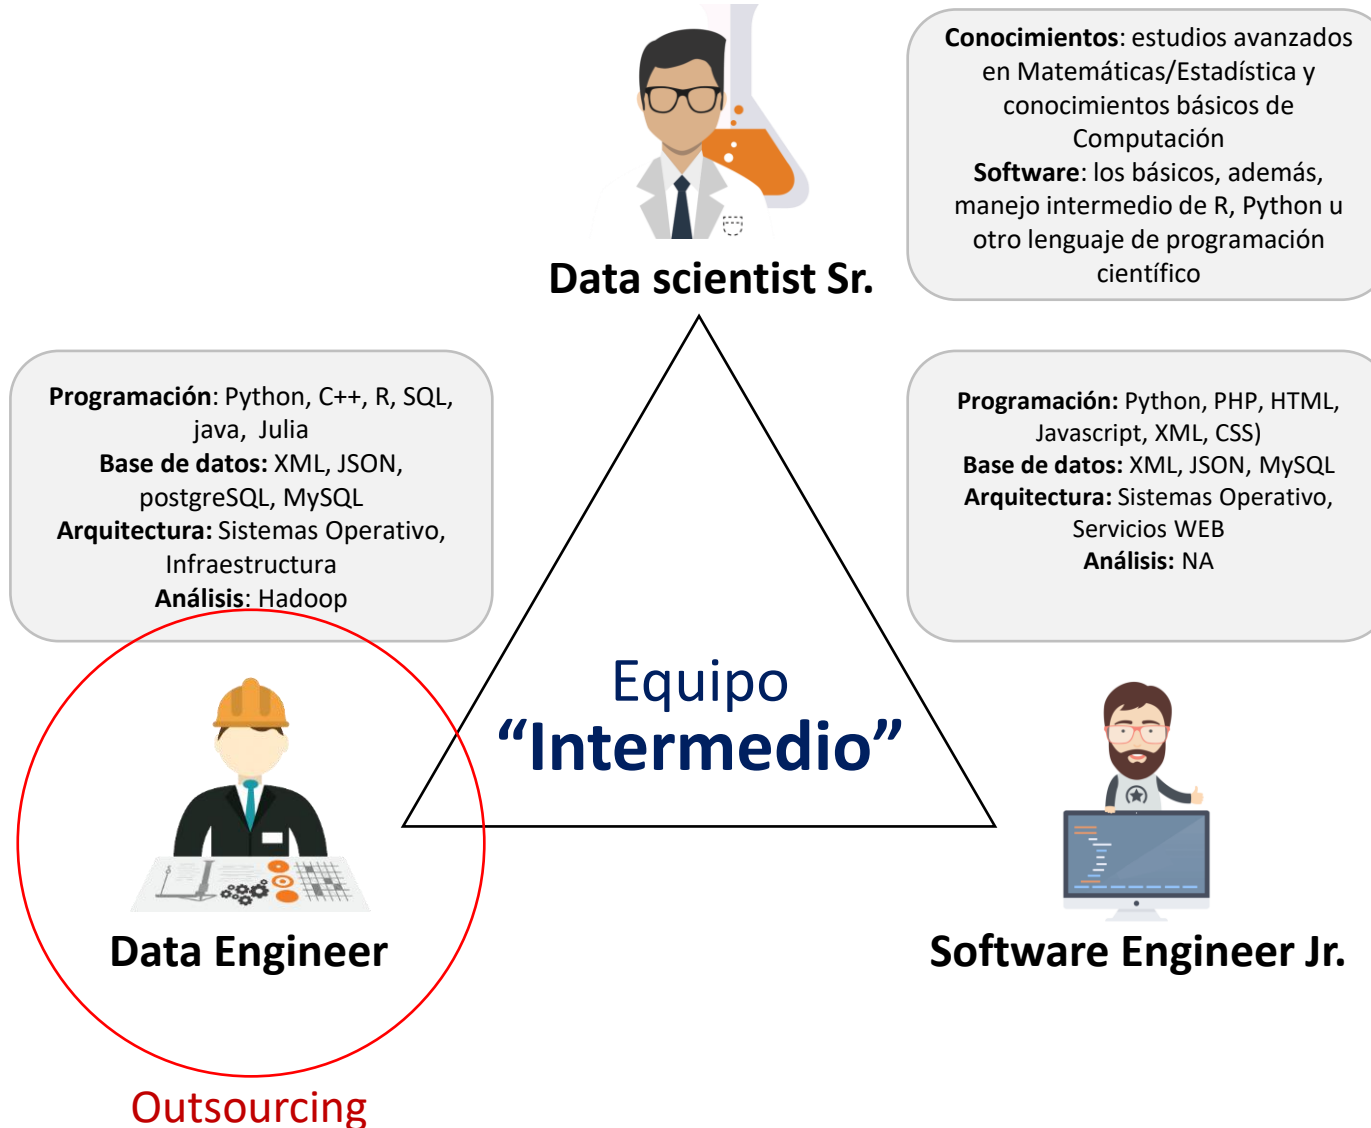 Conocimientos: estudios avanzados
en Matemáticas/Estadística y
conocimientos básicos de
Computación
Software: los básicos, además,
manejo intermedio de R, Python u
otro lenguaje de programación
científico
Data scientist Sr.
Programación: Python, C++, R, SQL,
java, Julia
Base de datos: XML, JSON,
postgreSQL, MySQL
Arquitectura: Sistemas Operativo,
Infraestructura
Análisis: Hadoop
Programación: Python, PHP, HTML,
Javascript, XML, CSS)
Base de datos: XML, JSON, MySQL
Arquitectura: Sistemas Operativo,
Servicios WEB
Análisis: NA
Equipo
“Intermedio”
Data Engineer
Software Engineer Jr.
Outsourcing